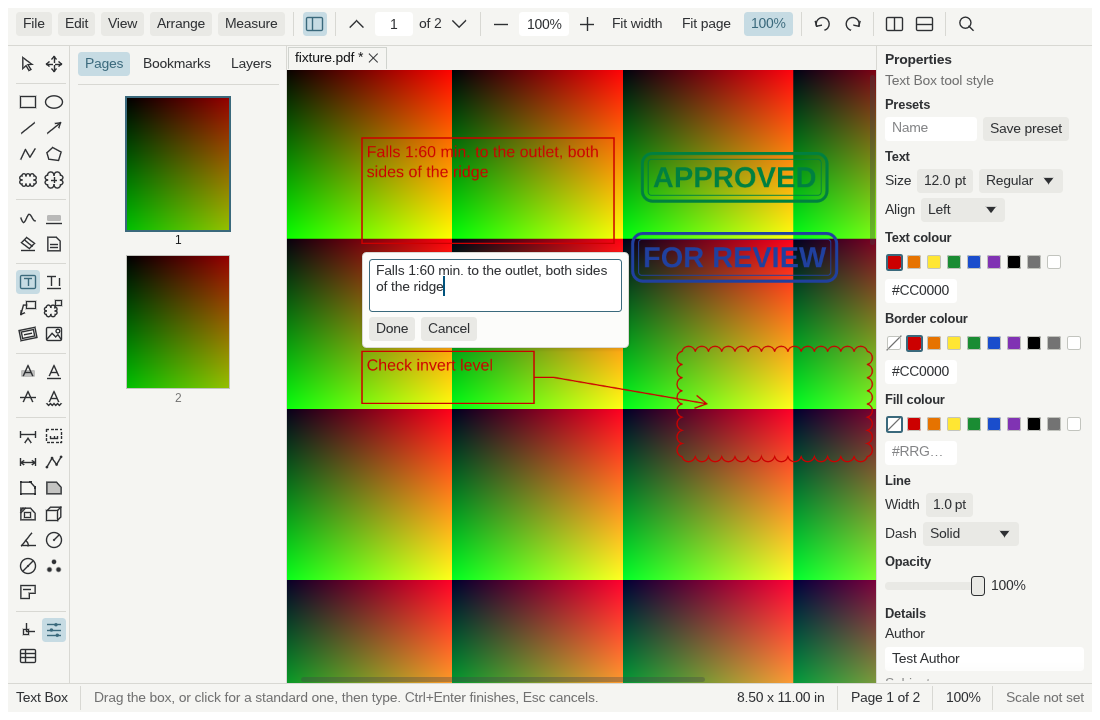 File Edit View Arrange Measure 1 of 2 100% Fit width Fit page 100%
Pages Bookmarks Layers
fixture.pdf *
1
2
Falls 1:60 min. to the outlet, both
sides of the ridge
APPROVED
FOR REVIEW
Falls 1:60 min. to the outlet, both sides
of the ridge
Done Cancel
Check invert level
Properties
Text Box tool style
Presets
Name Save preset
Text
Size 12.0 pt Regular
Align Left
Text colour
#CC0000
Border colour
#CC0000
Fill colour
#RRG…
Line
Width 1.0 pt
Dash Solid
Opacity
100%
Details
Author
Test Author
Text Box Drag the box, or click for a standard one, then type. Ctrl+Enter finishes, Esc cancels. 8.50 x 11.00 in Page 1 of 2 100% Scale not set